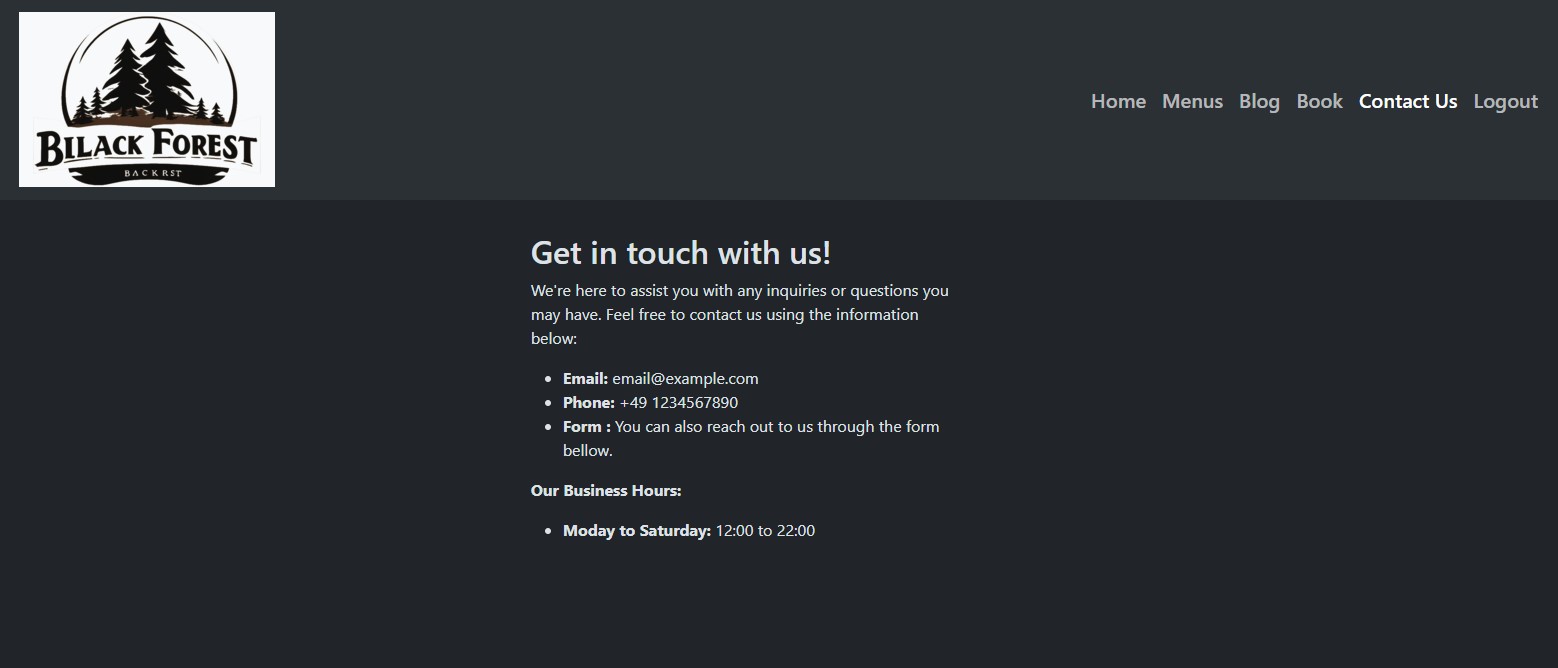 BILACK FOREST
BACKRST
Home Menus Blog Book Contact Us Logout
Get in touch with us!
We're here to assist you with any inquiries or questions you
may have. Feel free to contact us using the information
below:
• Email: email@example.com
• Phone: +49 1234567890
• Form : You can also reach out to us through the form
bellow.
Our Business Hours:
• Moday to Saturday: 12:00 to 22:00